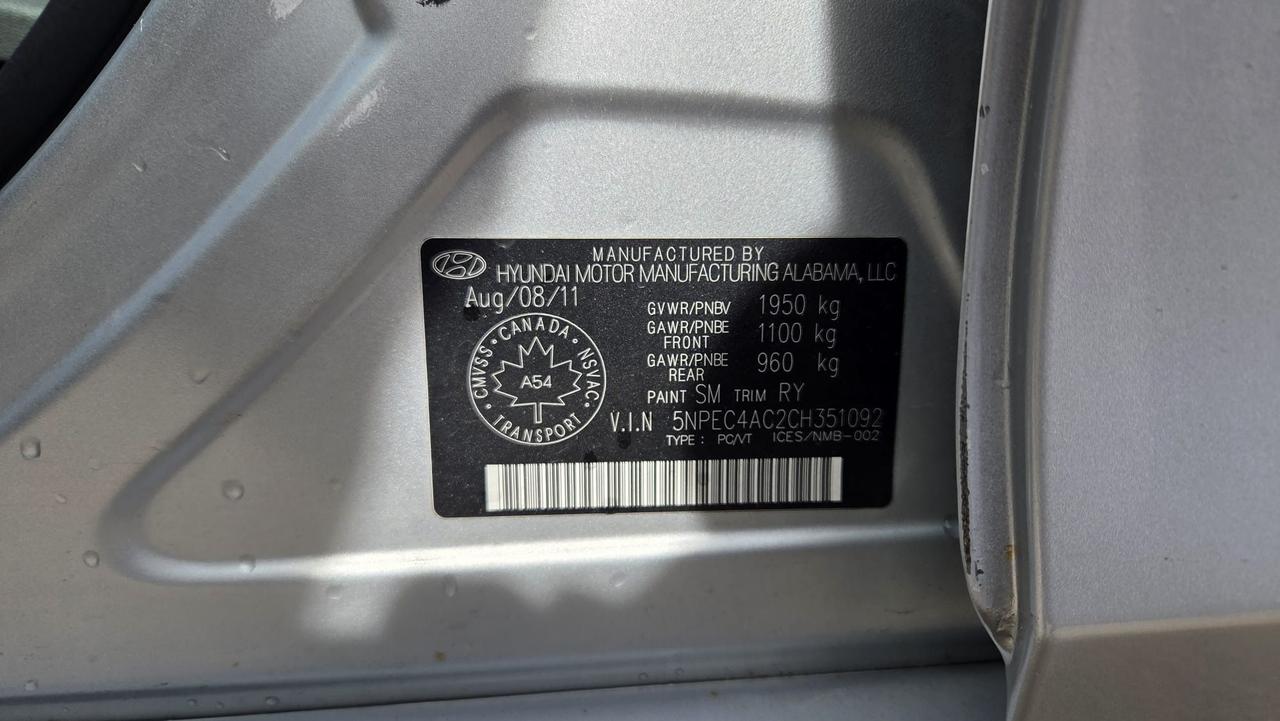 MANUFACTURED BY
HYUNDAI MOTOR MANUFACTURING ALABAMA, LLC
Aug/08/11
GVWR/PNBV 1950 kg
GAWR/PNBE FRONT 1100 kg
GAWR/PNBE REAR 960 kg
PAINT SM TRIM RY
V.I.N 5NPEC4AC2CH351092
TYPE : PC/VT ICES/NMB-002
CANADA • NSVAC • TRANSPORT • CMVSS •
A54